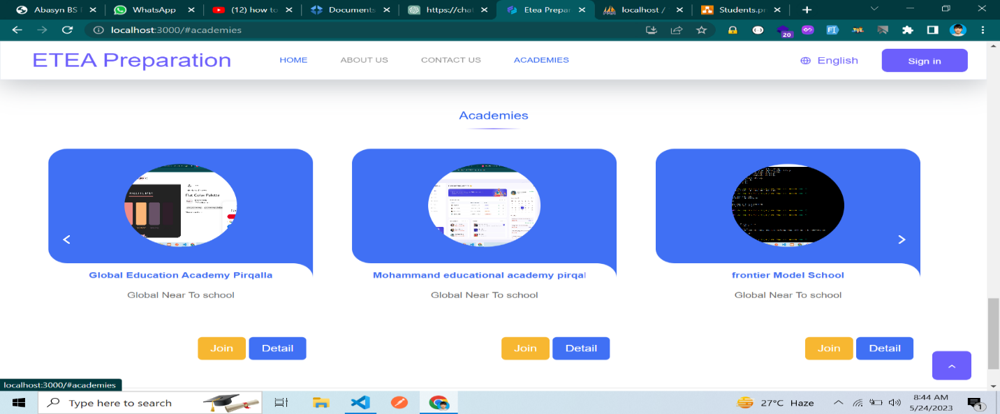 Abasyn BS
WhatsApp
(12) how to
Documents
https://chat
Etea Prepar
localhost /
Students.pr
localhost:3000/#academies
20
ETEA Preparation
HOME
ABOUT US
CONTACT US
ACADEMIES
English
Sign in
Academies
Flat Color Palette
Global Education Academy Pirqalla
Mohammand educational academy pirqal
frontier Model School
Global Near To school
Global Near To school
Global Near To school
Join
Detail
Join
Detail
Join
Detail
localhost:3000/#academies
Type here to search
27°C Haze
8:44 AM
5/24/2023
1